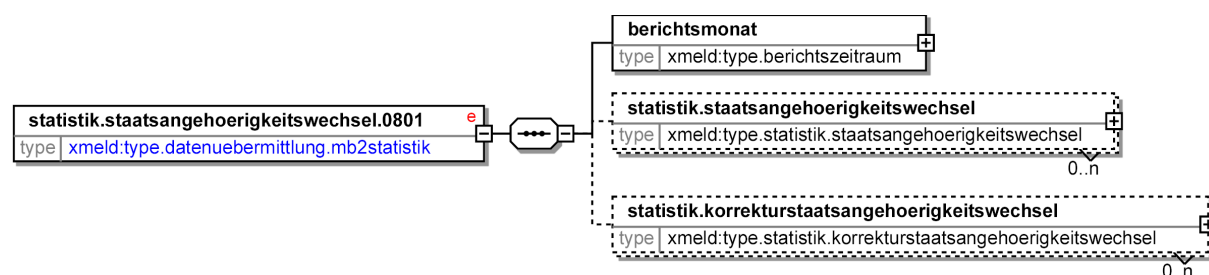 berichtsmonat
type xmeld:type.berichtszeitraum
statistik.staatsangehoerigkeitswechsel.0801 e
type xmeld:type.datenuebermittlung.mb2statistik
statistik.staatsangehoerigkeitswechsel
type xmeld:type.statistik.staatsangehoerigkeitswechsel
0..n
statistik.korrekturstaatsangehoerigkeitswechsel
type xmeld:type.statistik.korrekturstaatsangehoerigkeitswechsel
0..n